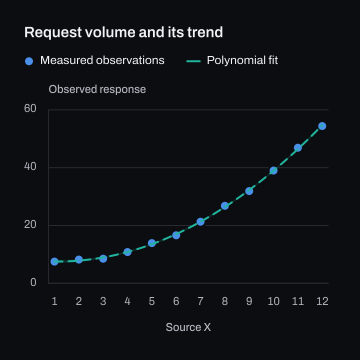 Request volume and its trend
Measured observations
Polynomial fit
Observed response
60
40
20
0
1 2 3 4 5 6 7 8 9 10 11 12
Source X